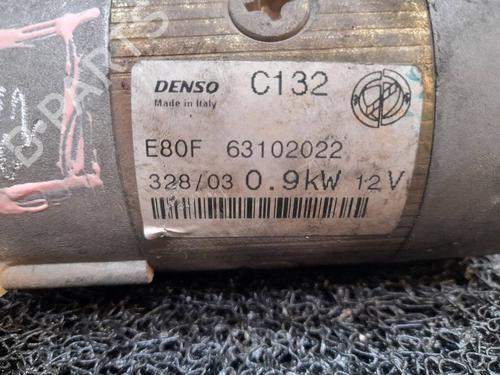 DENSO C132
Made in Italy
E80F 63102022
328/03 0.9kW 12V